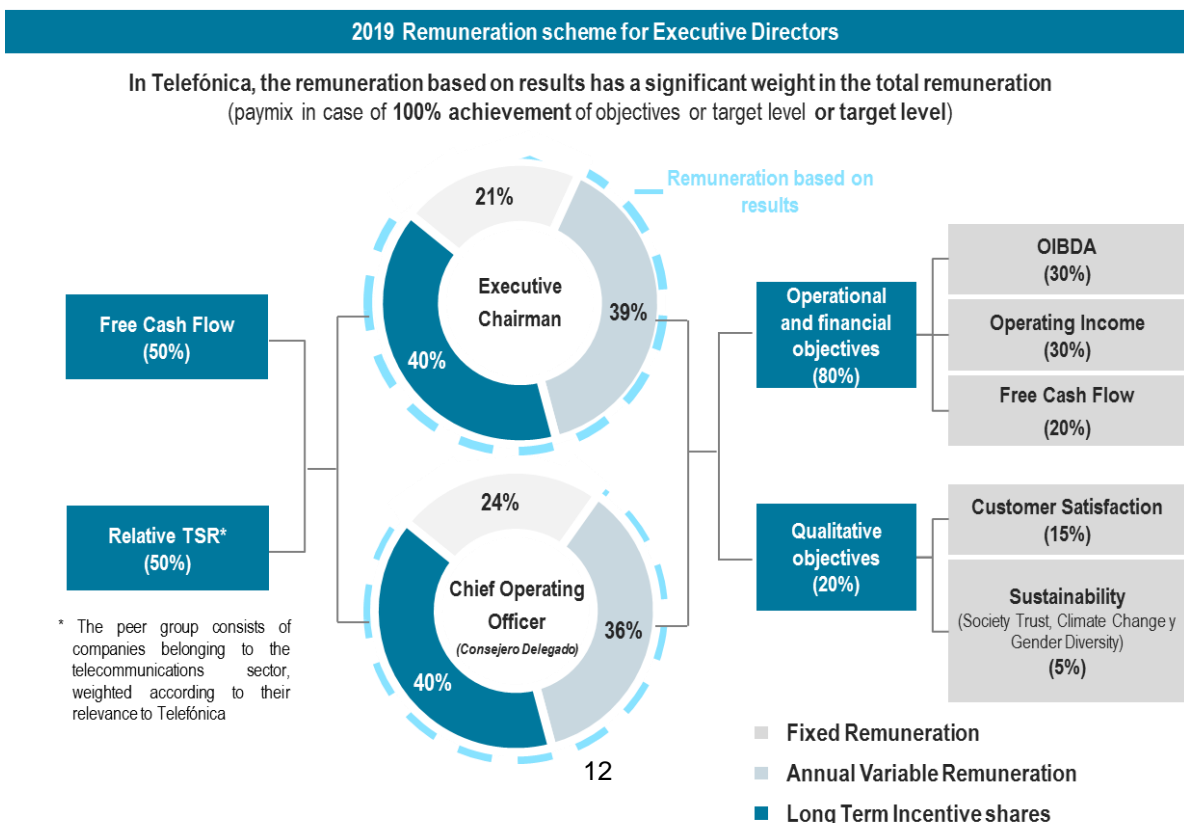 2019 Remuneration scheme for Executive Directors
In Telefónica, the remuneration based on results has a significant weight in the total remuneration
(paymix in case of 100% achievement of objectives or target level or target level)
Remuneration based on
results
21%
39%
40%
Executive
Chairman
Free Cash Flow
(50%)
Relative TSR*
(50%)
* The peer group consists of
companies belonging to the
telecommunications sector,
weighted according to their
relevance to Telefónica
24%
36%
40%
Chief Operating
Officer
(Consejero Delegado)
Operational
and financial
objectives
(80%)
OIBDA
(30%)
Operating Income
(30%)
Free Cash Flow
(20%)
Qualitative
objectives
(20%)
Customer Satisfaction
(15%)
Sustainability
(Society Trust, Climate Change y
Gender Diversity)
(5%)
Fixed Remuneration
Annual Variable Remuneration
Long Term Incentive shares
12